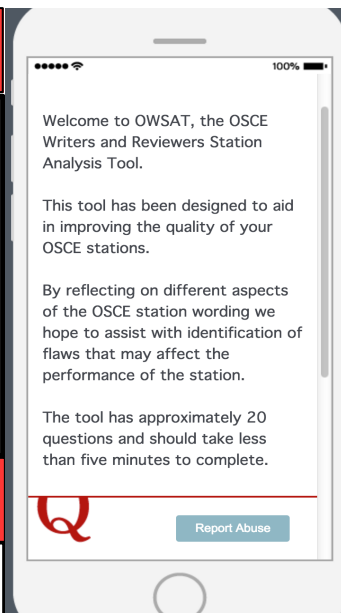 100%
Welcome to OWSAT, the OSCE
Writers and Reviewers Station
Analysis Tool.
This tool has been designed to aid
in improving the quality of your
OSCE stations.
By reflecting on different aspects
of the OSCE station wording we
hope to assist with identification of
flaws that may affect the
performance of the station.
The tool has approximately 20
questions and should take less
than five minutes to complete.
Q
Report Abuse